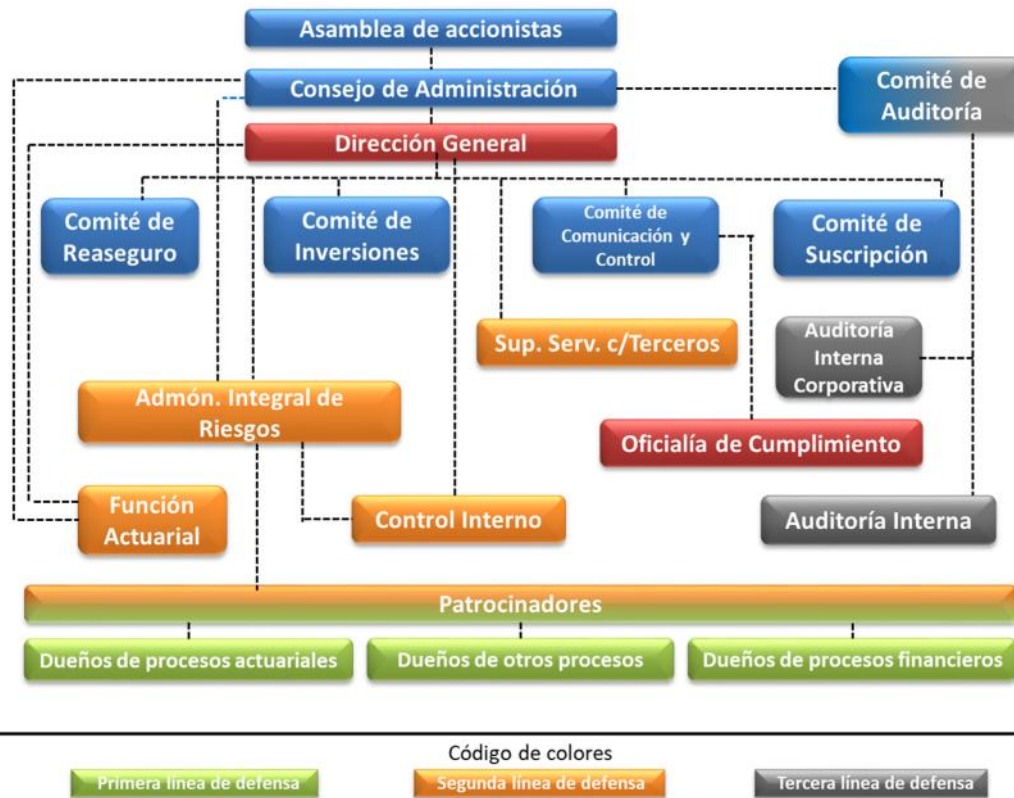 Asamblea de accionistas
Consejo de Administración
Comité de
Auditoría
Dirección General
Comité de
Reaseguro
Comité de
Inversiones
Comité de
Comunicación y
Control
Comité de
Suscripción
Sup. Serv. c/Terceros
Auditoría
Interna
Corporativa
Admón. Integral de
Riesgos
Oficialía de Cumplimiento
Función
Actuarial
Control Interno
Auditoría Interna
Patrocinadores
Dueños de procesos actuariales
Dueños de otros procesos
Dueños de procesos financieros
Código de colores
Primera línea de defensa
Segunda línea de defensa
Tercera línea de defensa